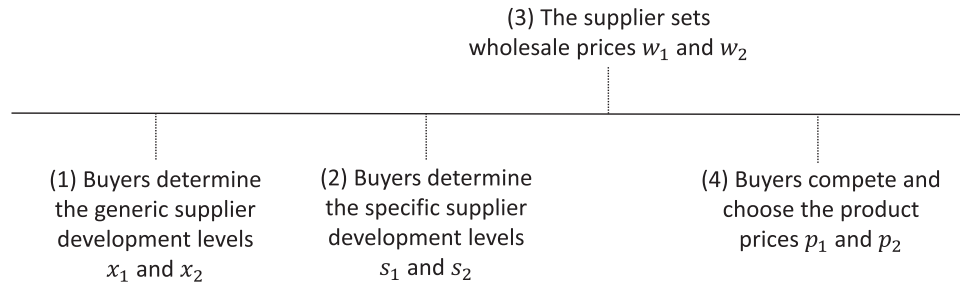 (3) The supplier sets
wholesale prices w₁ and w₂
(1) Buyers determine
the generic supplier
development levels
x₁ and x₂
(2) Buyers determine
the specific supplier
development levels
s₁ and s₂
(4) Buyers compete and
choose the product
prices p₁ and p₂